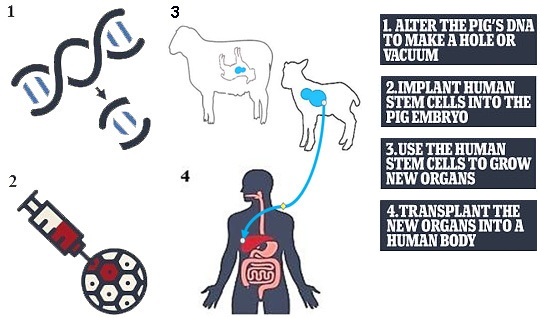 1
3
2
4
1. ALTER THE PIG'S DNA
TO MAKE A HOLE OR
VACUUM
2.IMPLANT HUMAN
STEM CELLS INTO THE
PIG EMBRYO
3.USE THE HUMAN
STEM CELLS TO GROW
NEW ORGANS
4.TRANSPLANT THE
NEW ORGANS INTO A
HUMAN BODY